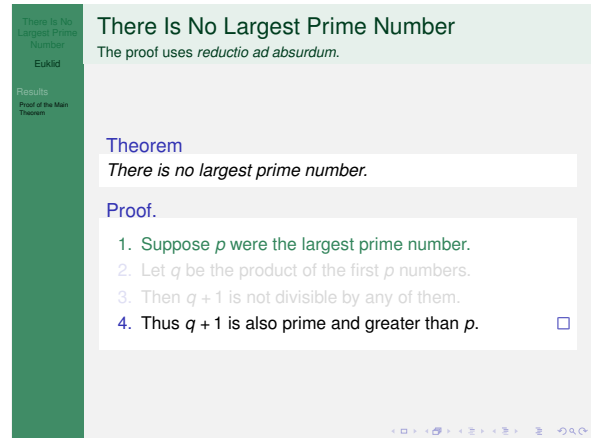 There Is No
Largest Prime
Number
Euklid
Results
Proof of the Main
Theorem
There Is No Largest Prime Number
The proof uses reductio ad absurdum.
Theorem
There is no largest prime number.
Proof.
1. Suppose p were the largest prime number.
2. Let q be the product of the first p numbers.
3. Then q + 1 is not divisible by any of them.
4. Thus q + 1 is also prime and greater than p.